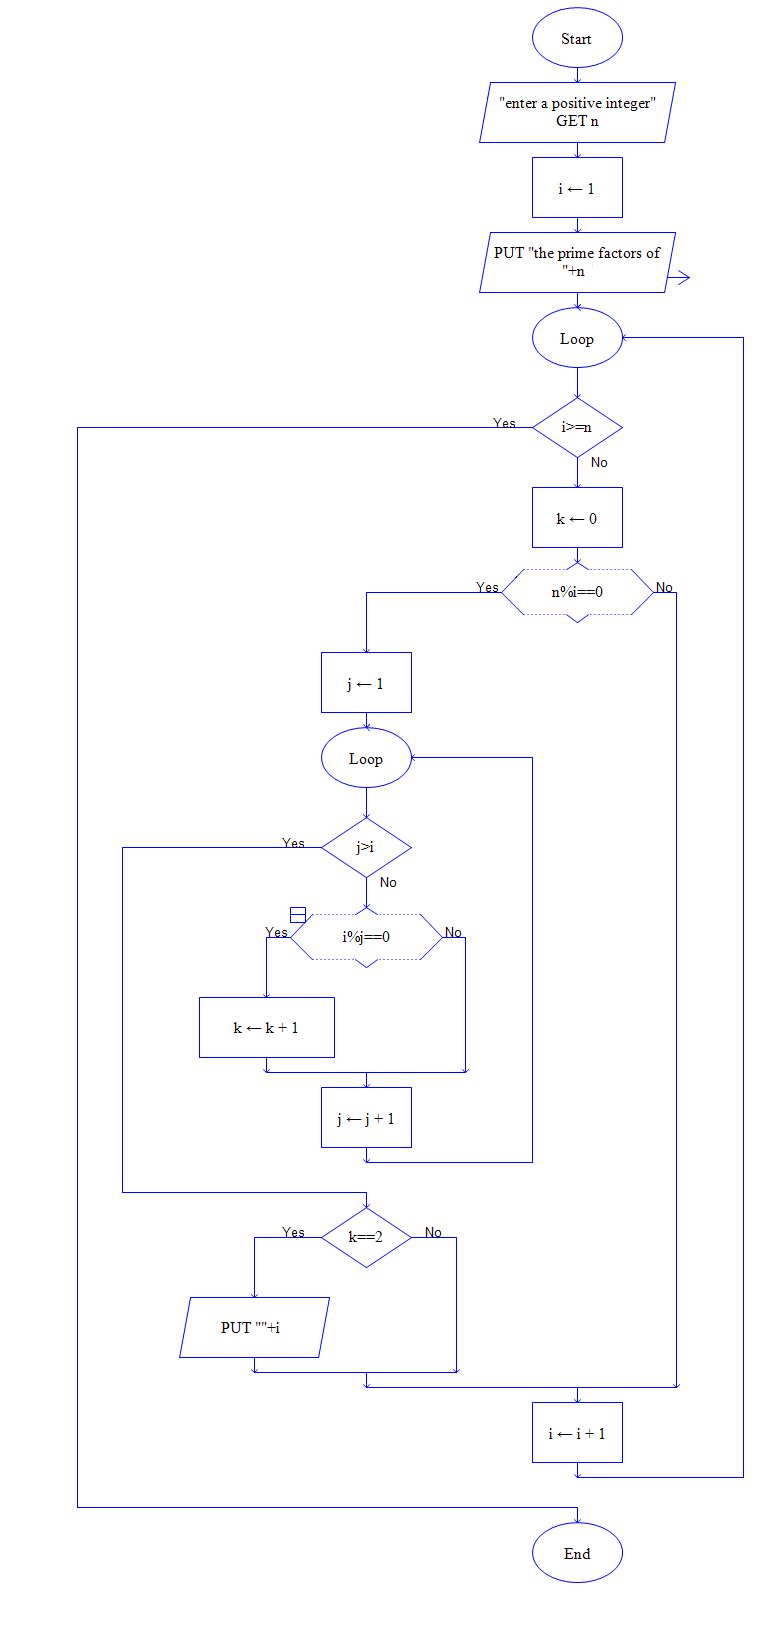 Start
"enter a positive integer"
GET n
i ← 1
PUT "the prime factors of
"+n
Loop
Yes
i>=n
No
k ← 0
Yes
n%i==0
No
j ← 1
Loop
Yes
j>i
No
Yes
i%j==0
No
k ← k + 1
j ← j + 1
Yes
k==2
No
PUT ""+i
i ← i + 1
End